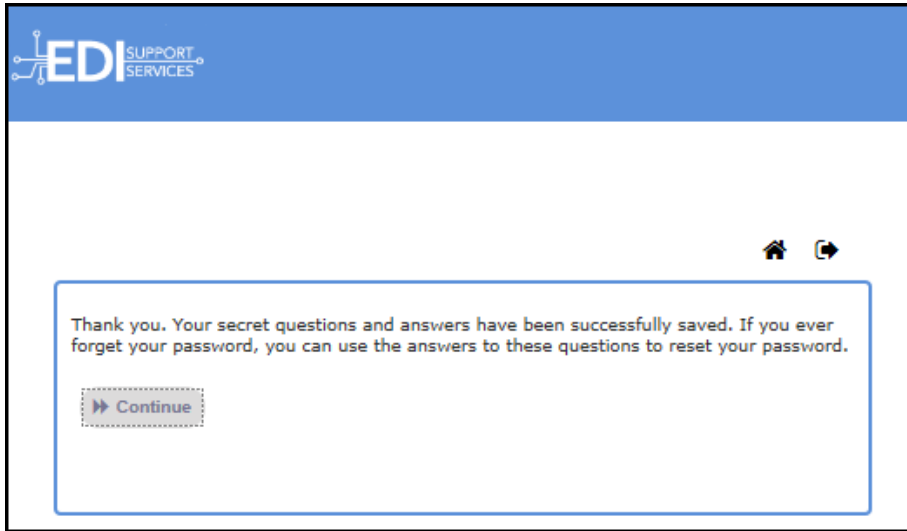 EDI SUPPORT
SERVICES
Thank you. Your secret questions and answers have been successfully saved. If you ever
forget your password, you can use the answers to these questions to reset your password.
Continue